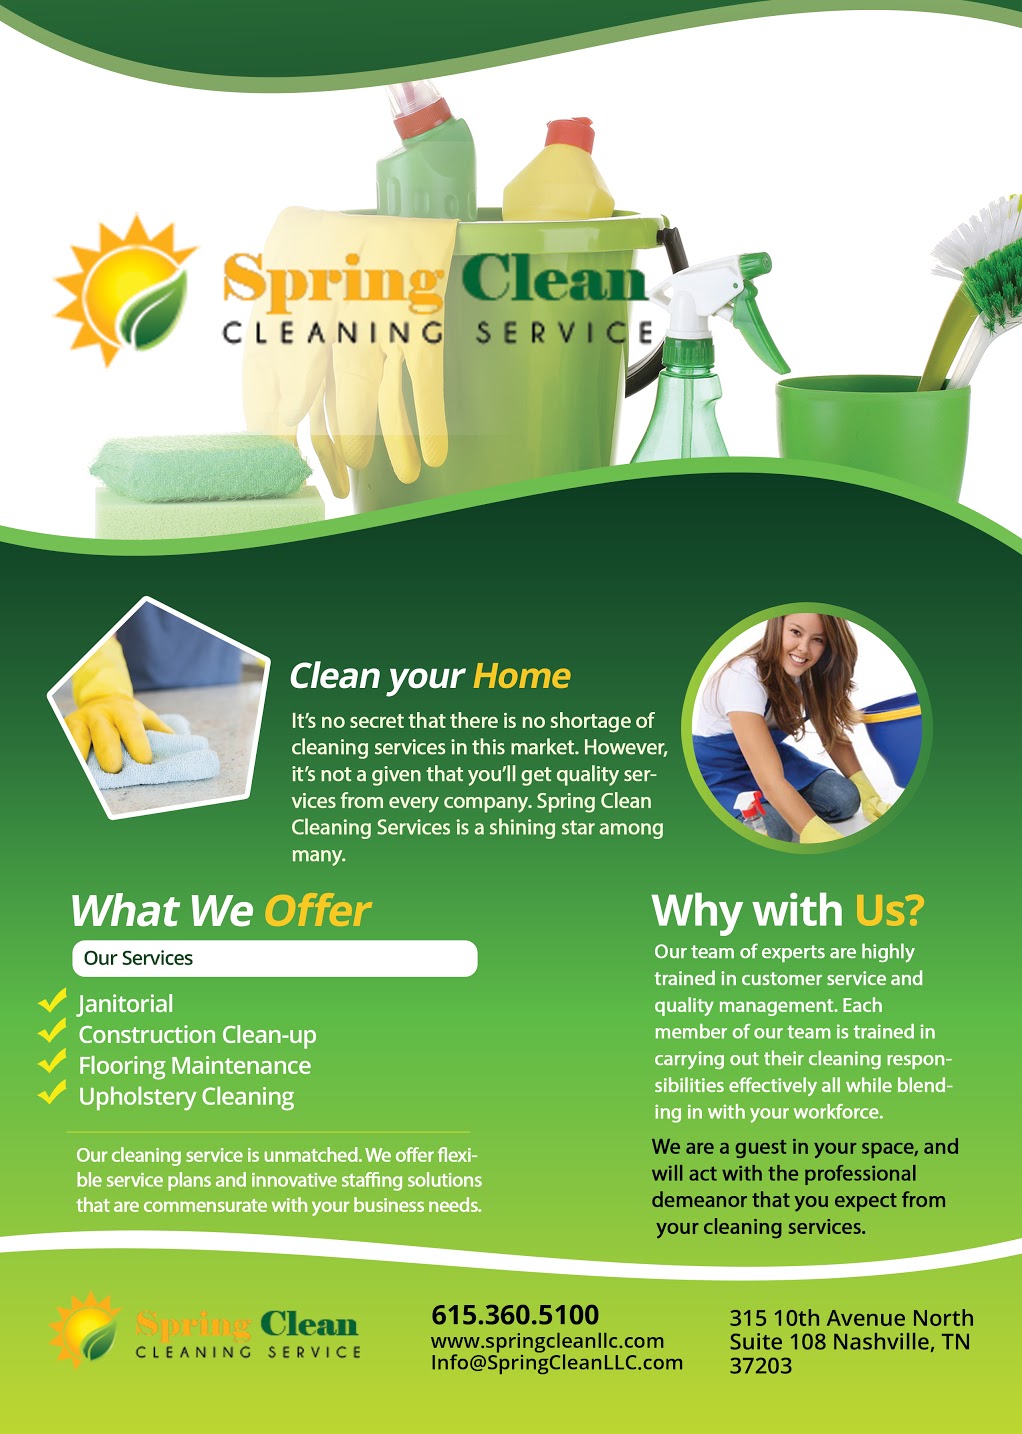 Spring Clean
CLEANING SERVICE
Clean your Home
It's no secret that there is no shortage of
cleaning services in this market. However,
it's not a given that you'll get quality ser-
vices from every company. Spring Clean
Cleaning Services is a shining star among
many.
What We Offer
Our Services
Janitorial
Construction Clean-up
Flooring Maintenance
Upholstery Cleaning
Our cleaning service is unmatched. We offer flexi-
ble service plans and innovative staffing solutions
that are commensurate with your business needs.
Why with Us?
Our team of experts are highly
trained in customer service and
quality management. Each
member of our team is trained in
carrying out their cleaning respon-
sibilities effectively all while blend-
ing in with your workforce.
We are a guest in your space, and
will act with the professional
demeanor that you expect from
your cleaning services.
Spring Clean
CLEANING SERVICE
615.360.5100
www.springcleanllc.com
Info@SpringCleanLLC.com
315 10th Avenue North
Suite 108 Nashville, TN
37203